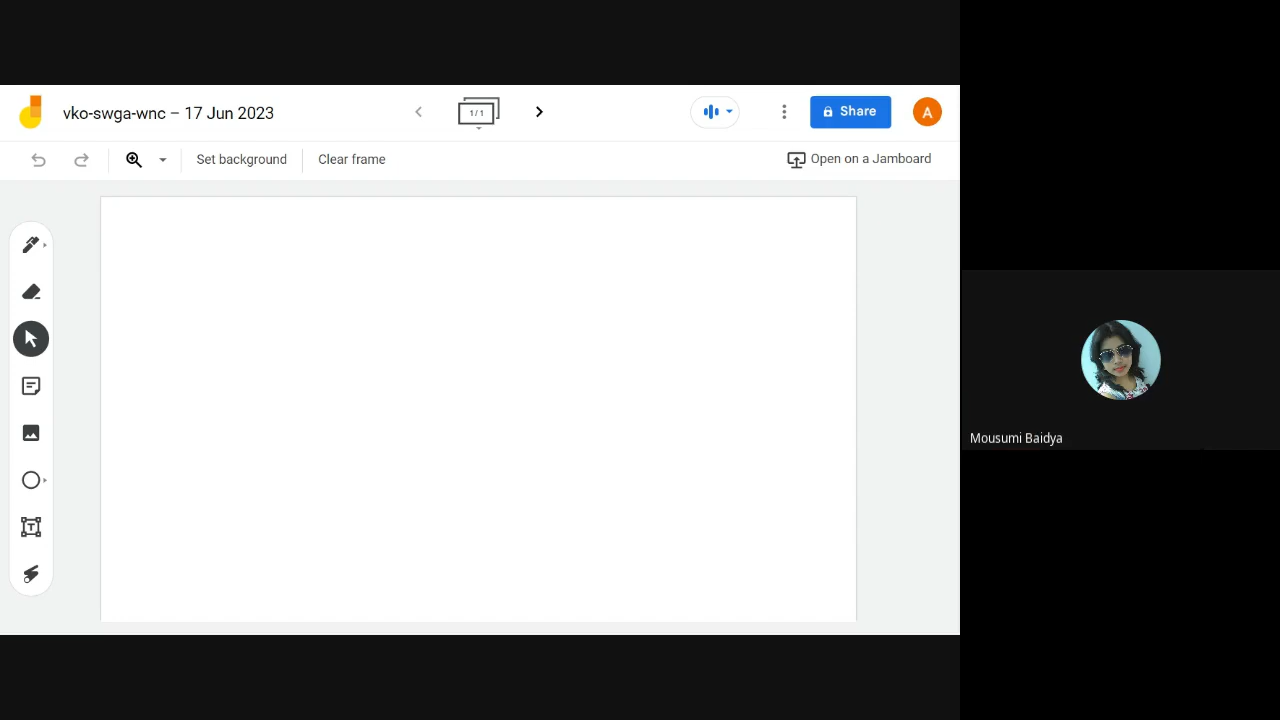 vko-swga-wnc – 17 Jun 2023
1 / 1
Share
A
Set background
Clear frame
Open on a Jamboard
T
Mousumi Baidya